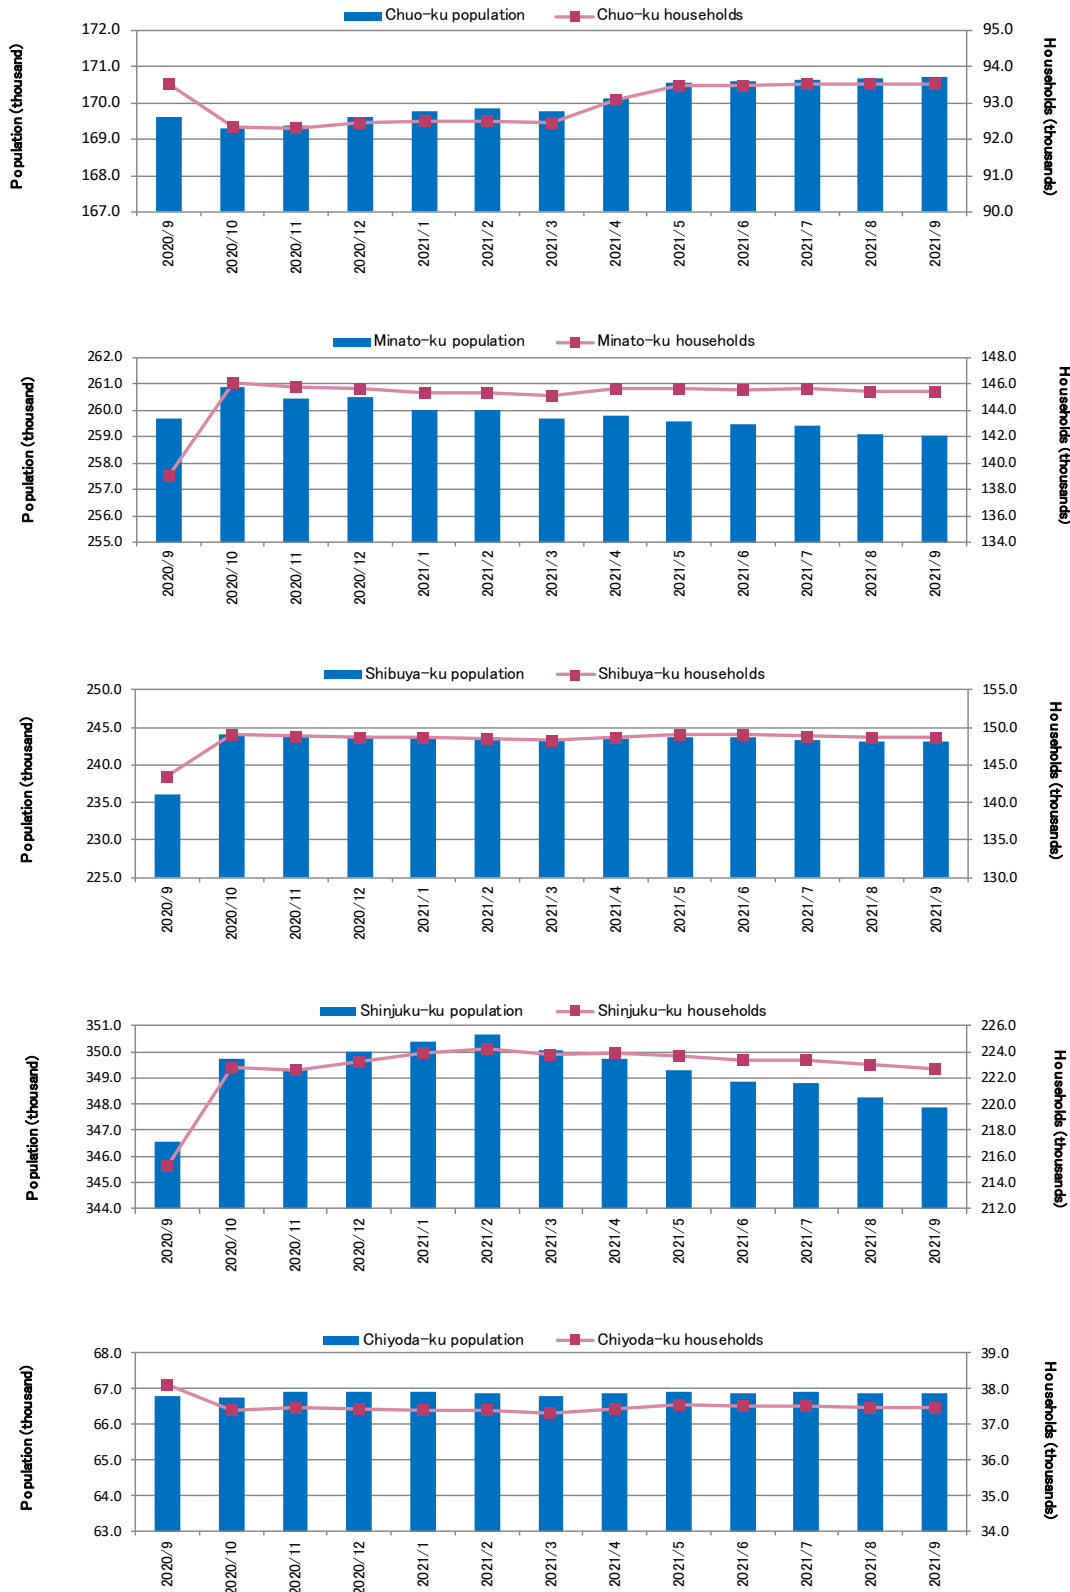 Chuo-ku population Chuo-ku households
Population (thousand)
Households (thousands)
172.0 95.0
171.0 94.0
170.0 93.0
169.0 92.0
168.0 91.0
167.0 90.0
2020/9 2020/10 2020/11 2020/12 2021/1 2021/2 2021/3 2021/4 2021/5 2021/6 2021/7 2021/8 2021/9
Minato-ku population Minato-ku households
Population (thousand)
Households (thousands)
262.0 148.0
261.0 146.0
260.0 144.0
259.0 142.0
258.0 140.0
257.0 138.0
256.0 136.0
255.0 134.0
2020/9 2020/10 2020/11 2020/12 2021/1 2021/2 2021/3 2021/4 2021/5 2021/6 2021/7 2021/8 2021/9
Shibuya-ku population Shibuya-ku households
Population (thousand)
Households (thousands)
250.0 155.0
245.0 150.0
240.0 145.0
235.0 140.0
230.0 135.0
225.0 130.0
2020/9 2020/10 2020/11 2020/12 2021/1 2021/2 2021/3 2021/4 2021/5 2021/6 2021/7 2021/8 2021/9
Shinjuku-ku population Shinjuku-ku households
Population (thousand)
Households (thousands)
351.0 226.0
350.0 224.0
349.0 222.0
348.0 220.0
347.0 218.0
346.0 216.0
345.0 214.0
344.0 212.0
2020/9 2020/10 2020/11 2020/12 2021/1 2021/2 2021/3 2021/4 2021/5 2021/6 2021/7 2021/8 2021/9
Chiyoda-ku population Chiyoda-ku households
Population (thousand)
Households (thousands)
68.0 39.0
67.0 38.0
66.0 37.0
65.0 36.0
64.0 35.0
63.0 34.0
2020/9 2020/10 2020/11 2020/12 2021/1 2021/2 2021/3 2021/4 2021/5 2021/6 2021/7 2021/8 2021/9